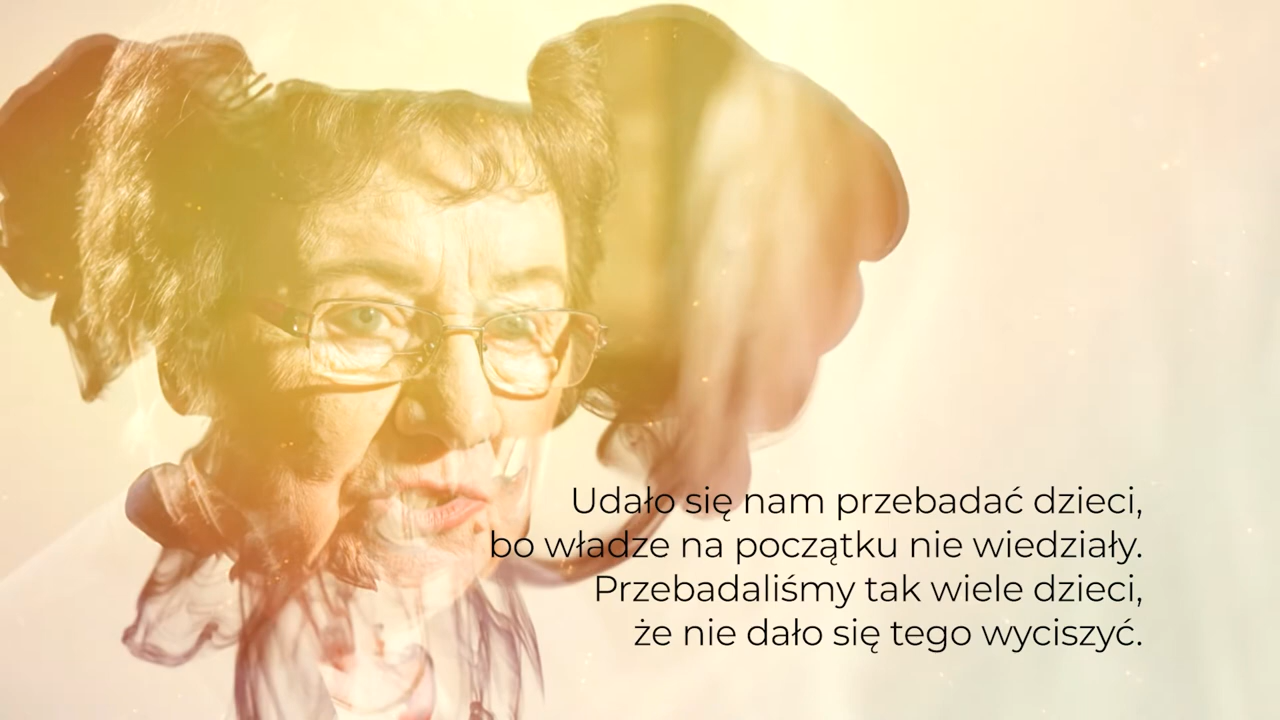 Udało się nam przebadać dzieci,
bo władze na początku nie wiedziały.
Przebadaliśmy tak wiele dzieci,
że nie dało się tego wyciszyć.